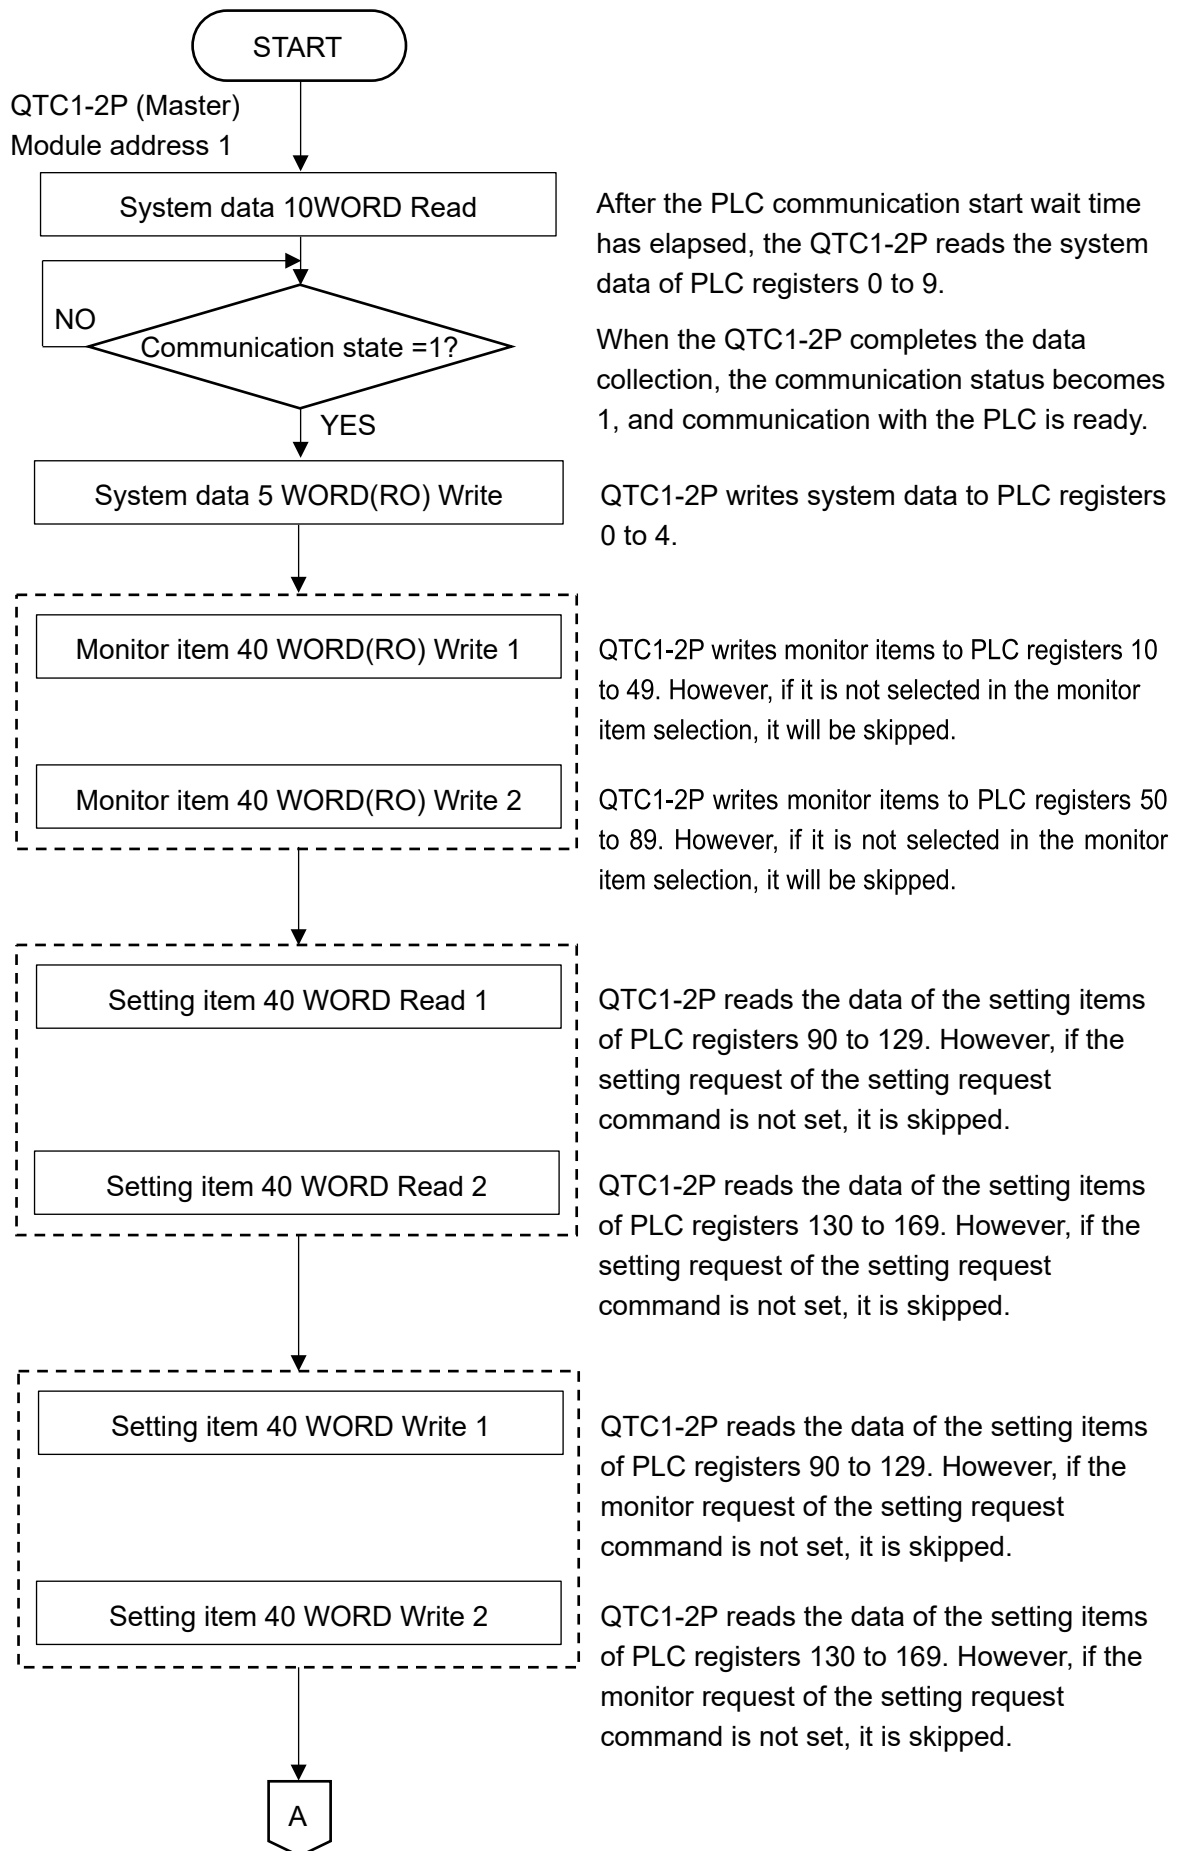 START
QTC1-2P (Master)
Module address 1
System data 10WORD Read
After the PLC communication start wait time
has elapsed, the QTC1-2P reads the system
data of PLC registers 0 to 9.
NO
Communication state =1?
When the QTC1-2P completes the data
collection, the communication status becomes
1, and communication with the PLC is ready.
YES
System data 5 WORD(RO) Write
QTC1-2P writes system data to PLC registers
0 to 4.
Monitor item 40 WORD(RO) Write 1
QTC1-2P writes monitor items to PLC registers 10
to 49. However, if it is not selected in the monitor
item selection, it will be skipped.
Monitor item 40 WORD(RO) Write 2
QTC1-2P writes monitor items to PLC registers 50
to 89. However, if it is not selected in the monitor
item selection, it will be skipped.
Setting item 40 WORD Read 1
QTC1-2P reads the data of the setting items
of PLC registers 90 to 129. However, if the
setting request of the setting request
command is not set, it is skipped.
Setting item 40 WORD Read 2
QTC1-2P reads the data of the setting items
of PLC registers 130 to 169. However, if the
setting request of the setting request
command is not set, it is skipped.
Setting item 40 WORD Write 1
QTC1-2P reads the data of the setting items
of PLC registers 90 to 129. However, if the
monitor request of the setting request
command is not set, it is skipped.
Setting item 40 WORD Write 2
QTC1-2P reads the data of the setting items
of PLC registers 130 to 169. However, if the
monitor request of the setting request
command is not set, it is skipped.
A